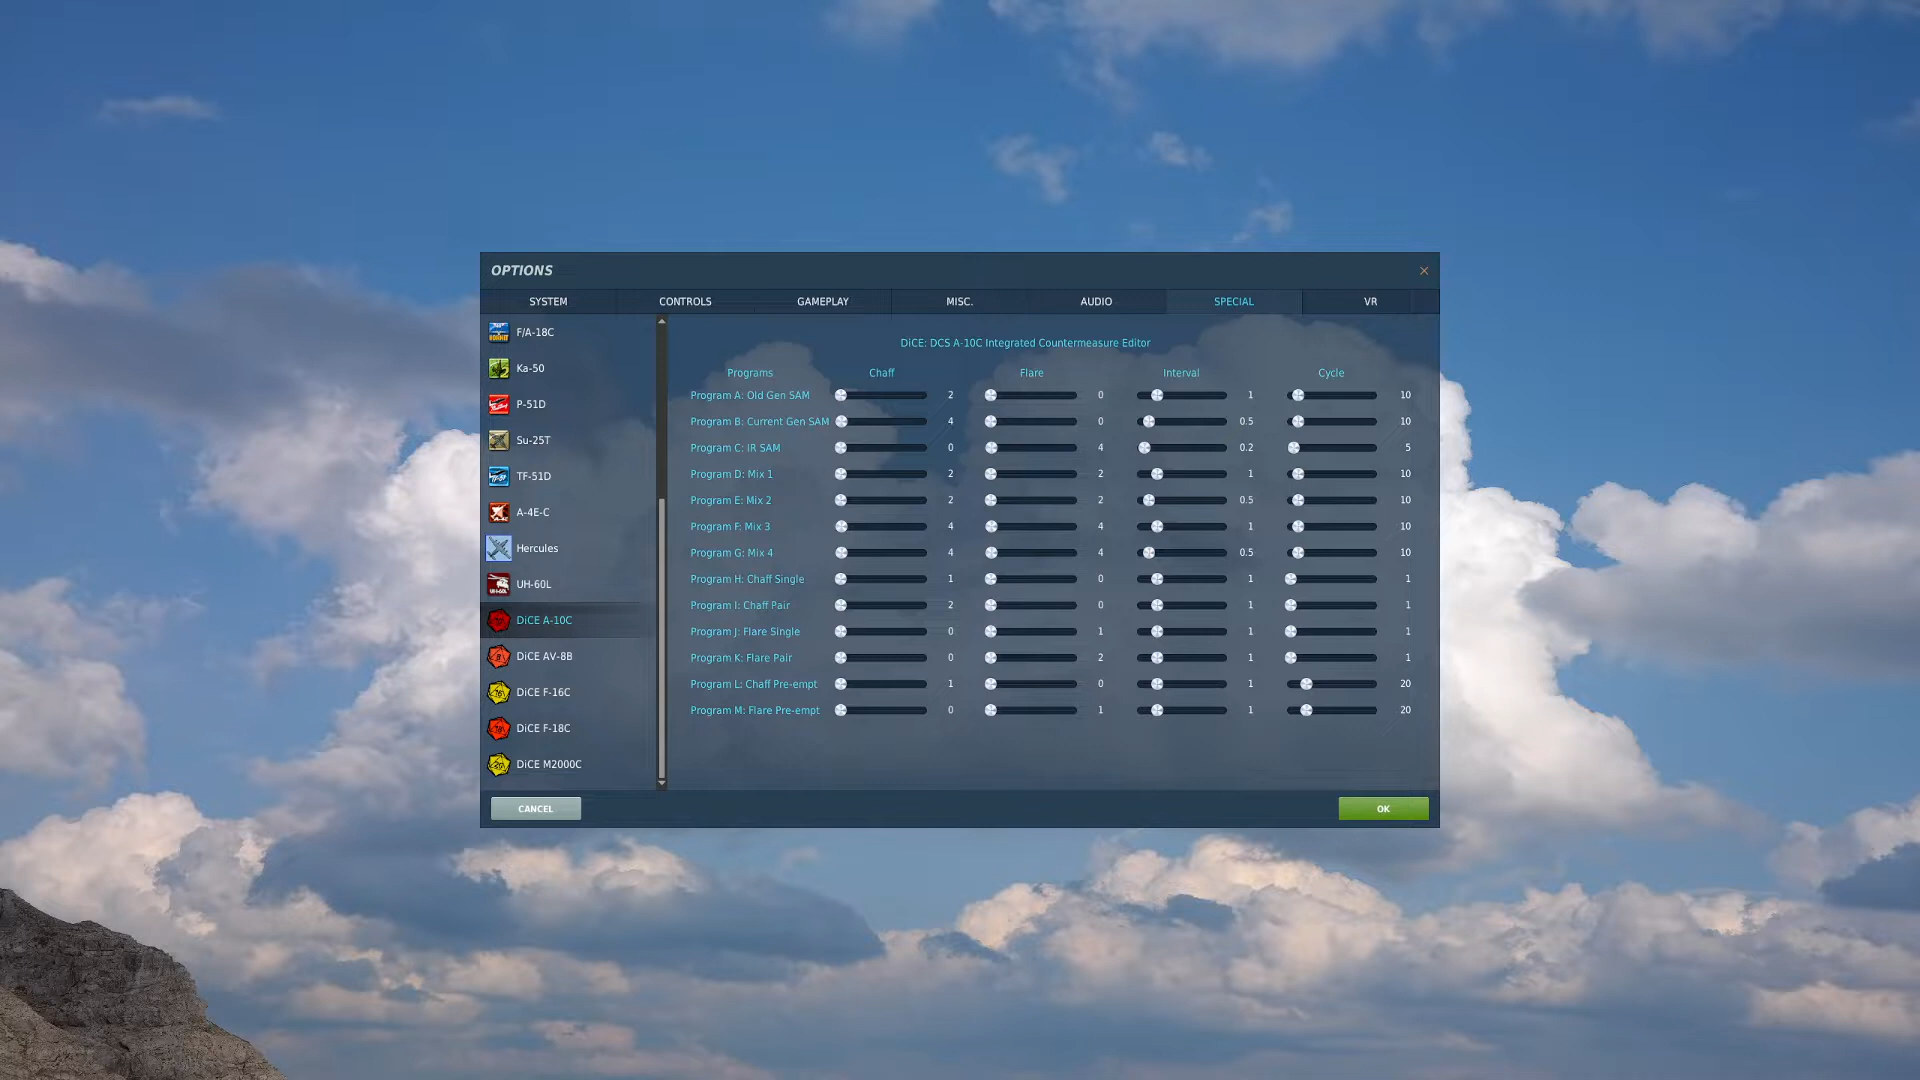 OPTIONS
SYSTEM CONTROLS GAMEPLAY MISC. AUDIO SPECIAL VR
F/A-18C
Ka-50
P-51D
Su-25T
TF-51D
A-4E-C
Hercules
UH-60L
DiCE A-10C
DiCE AV-8B
DiCE F-16C
DiCE F-18C
DiCE M2000C
DiCE: DCS A-10C Integrated Countermeasure Editor
Programs Chaff Flare Interval Cycle
Program A: Old Gen SAM 2 0 1 10
Program B: Current Gen SAM 4 0 0.5 10
Program C: IR SAM 0 4 0.2 5
Program D: Mix 1 2 2 1 10
Program E: Mix 2 2 2 0.5 10
Program F: Mix 3 4 4 1 10
Program G: Mix 4 4 4 0.5 10
Program H: Chaff Single 1 0 1 1
Program I: Chaff Pair 2 0 1 1
Program J: Flare Single 0 1 1 1
Program K: Flare Pair 0 2 1 1
Program L: Chaff Pre-empt 1 0 1 20
Program M: Flare Pre-empt 0 1 1 20
CANCEL OK